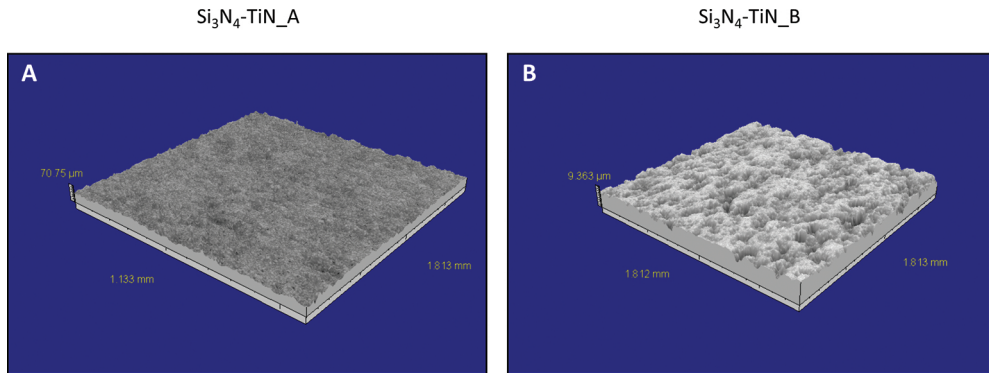 Si₃N₄-TiN_A
Si₃N₄-TiN_B
A
70.75 µm
1.133 mm
1.813 mm
B
9.363 µm
1.812 mm
1.813 mm